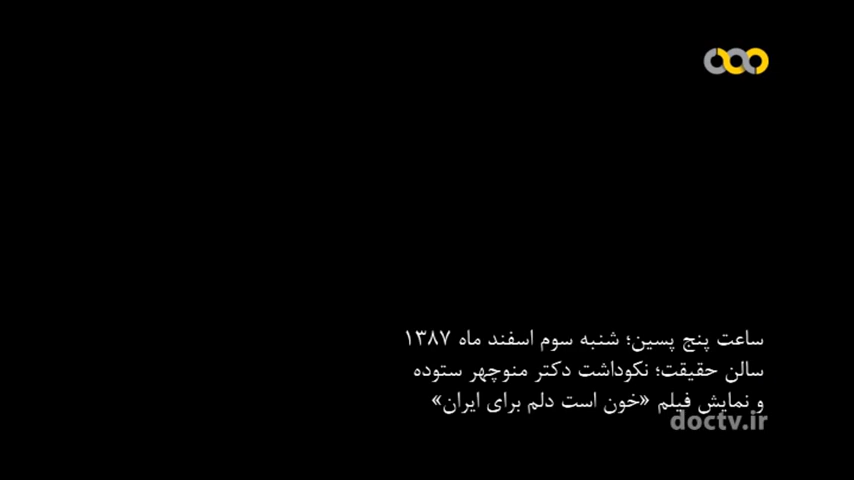 ساعت پنج پسین؛ شنبه سوم اسفند ماه ۱۳۸۷
سالن حقیقت؛ نکوداشت دکتر منوچهر ستوده
و نمایش فیلم «خون است دلم برای ایران»
doctv.ir